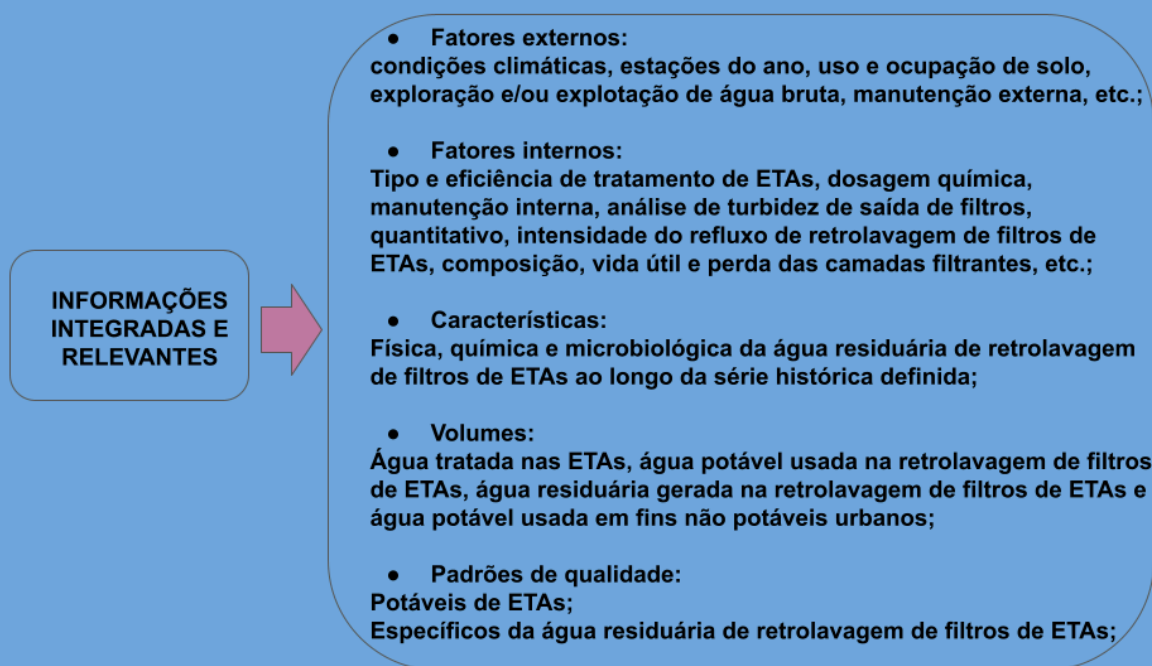 INFORMAÇÕES
INTEGRADAS E
RELEVANTES
● Fatores externos:
condições climáticas, estações do ano, uso e ocupação de solo,
exploração e/ou explotação de água bruta, manutenção externa, etc.;
● Fatores internos:
Tipo e eficiência de tratamento de ETAs, dosagem química,
manutenção interna, análise de turbidez de saída de filtros,
quantitativo, intensidade do refluxo de retrolavagem de filtros de
ETAs, composição, vida útil e perda das camadas filtrantes, etc.;
● Características:
Física, química e microbiológica da água residuária de retrolavagem
de filtros de ETAs ao longo da série histórica definida;
● Volumes:
Água tratada nas ETAs, água potável usada na retrolavagem de filtros
de ETAs, água residuária gerada na retrolavagem de filtros de ETAs e
água potável usada em fins não potáveis urbanos;
● Padrões de qualidade:
Potáveis de ETAs;
Específicos da água residuária de retrolavagem de filtros de ETAs;